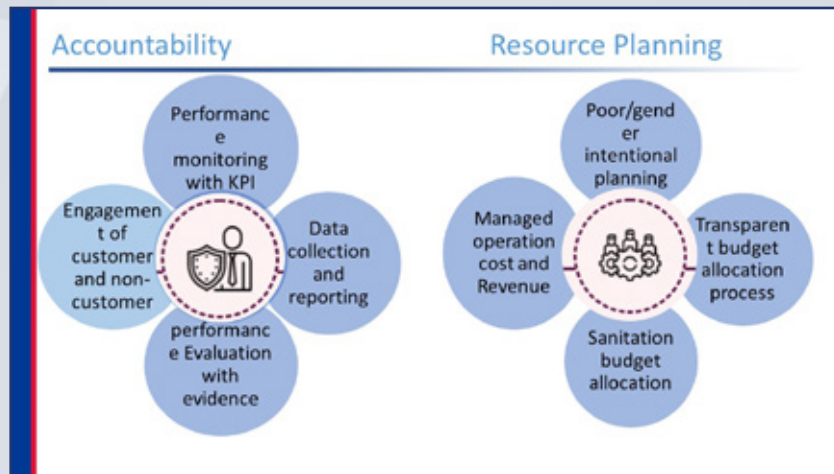 Accountability
Resource Planning
Performanc
e
monitoring
with KPI
Engagemen
t of
customer
and non-
customer
Data
collection
and
reporting
performanc
e Evaluation
with
evidence
Poor/gend
er
intentional
planning
Managed
operation
cost and
Revenue
Transparen
t budget
allocation
process
Sanitation
budget
allocation